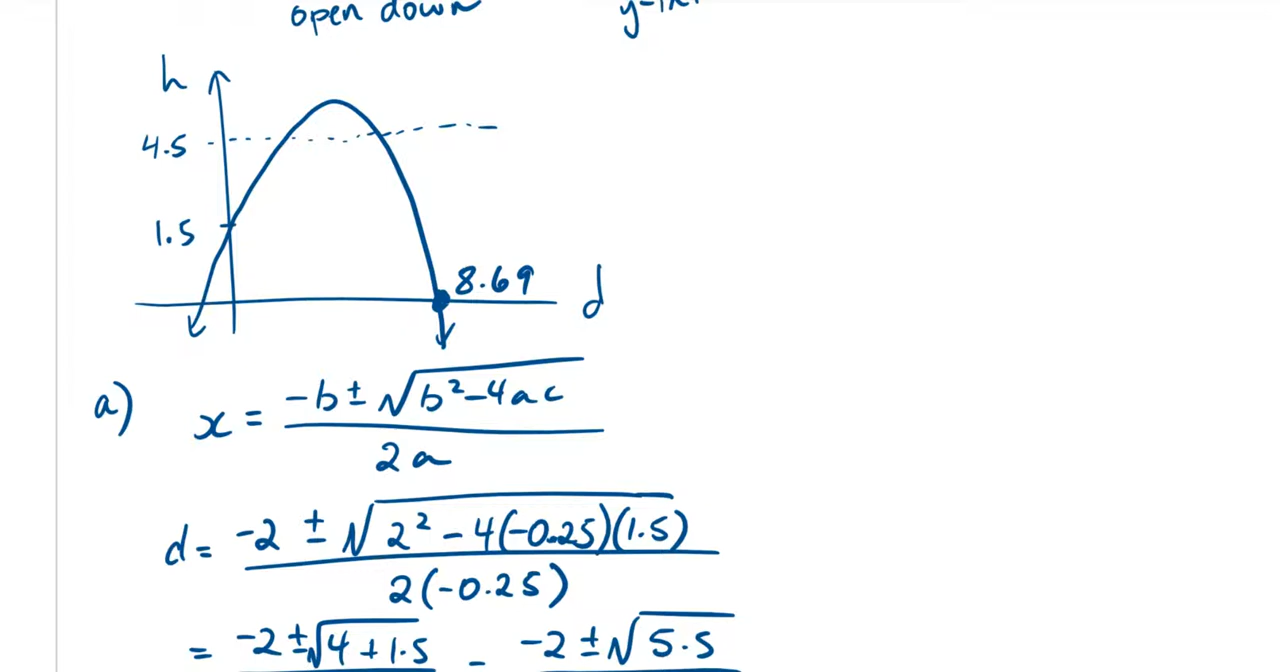 open down
h
4.5
1.5
8.69
d
a) x = -b ± √b²-4ac
2a
d = -2 ± √2² - 4(-0.25)(1.5)
2(-0.25)
= -2 ± √4 + 1.5 = -2 ± √5.5